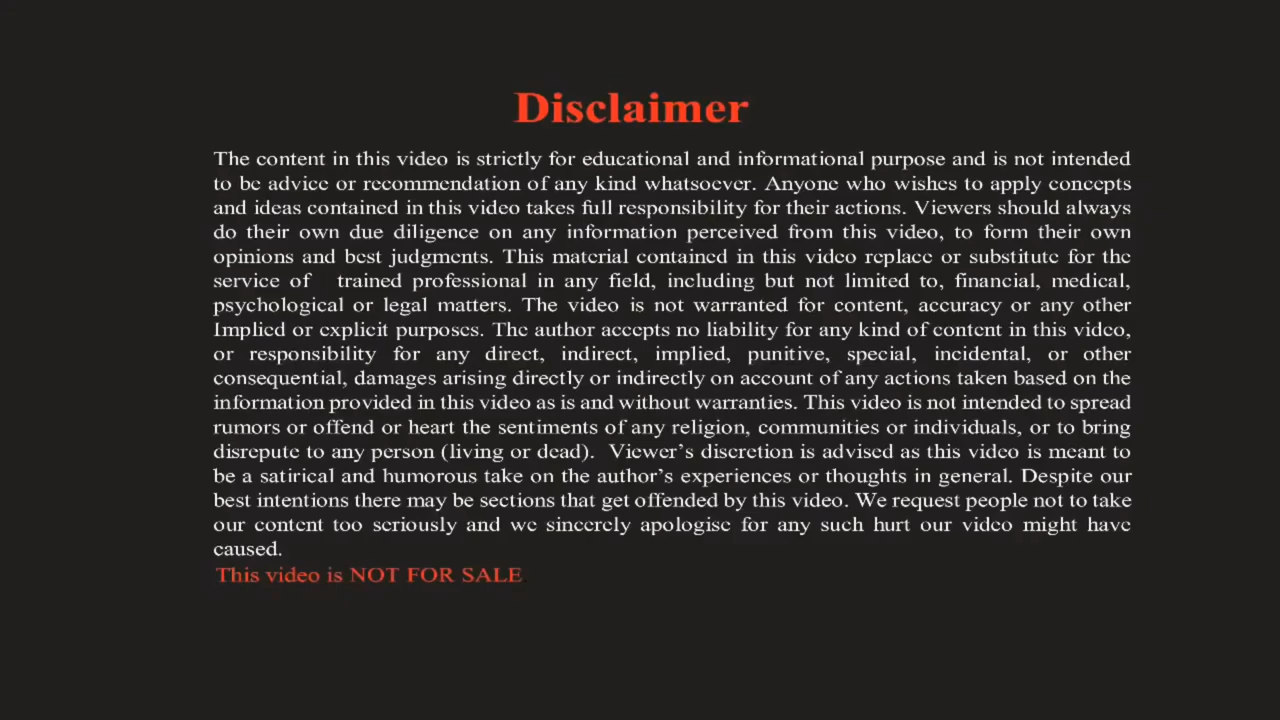 Disclaimer
The content in this video is strictly for educational and informational purpose and is not intended
to be advice or recommendation of any kind whatsoever. Anyone who wishes to apply concepts
and ideas contained in this video takes full responsibility for their actions. Viewers should always
do their own due diligence on any information perceived from this video, to form their own
opinions and best judgments. This material contained in this video replace or substitute for the
service of trained professional in any field, including but not limited to, financial, medical,
psychological or legal matters. The video is not warranted for content, accuracy or any other
Implied or explicit purposes. The author accepts no liability for any kind of content in this video,
or responsibility for any direct, indirect, implied, punitive, special, incidental, or other
consequential, damages arising directly or indirectly on account of any actions taken based on the
information provided in this video as is and without warranties. This video is not intended to spread
rumors or offend or heart the sentiments of any religion, communities or individuals, or to bring
disrepute to any person (living or dead). Viewer’s discretion is advised as this video is meant to
be a satirical and humorous take on the author’s experiences or thoughts in general. Despite our
best intentions there may be sections that get offended by this video. We request people not to take
our content too seriously and we sincerely apologise for any such hurt our video might have
caused.
This video is NOT FOR SALE